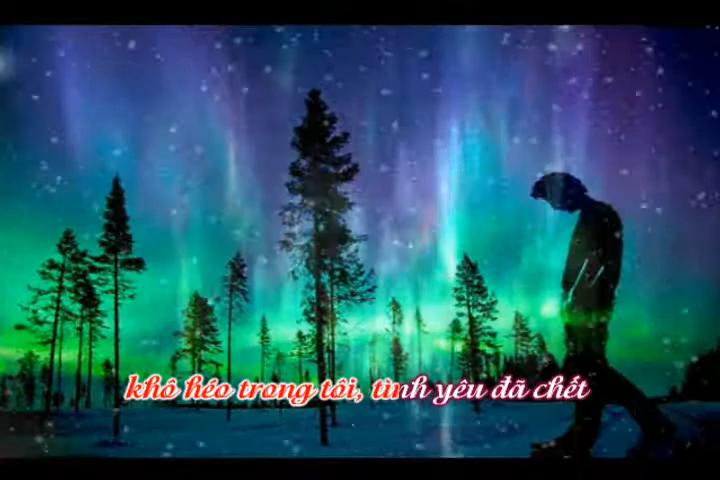 khô héo trong tôi, tình yêu đã chết